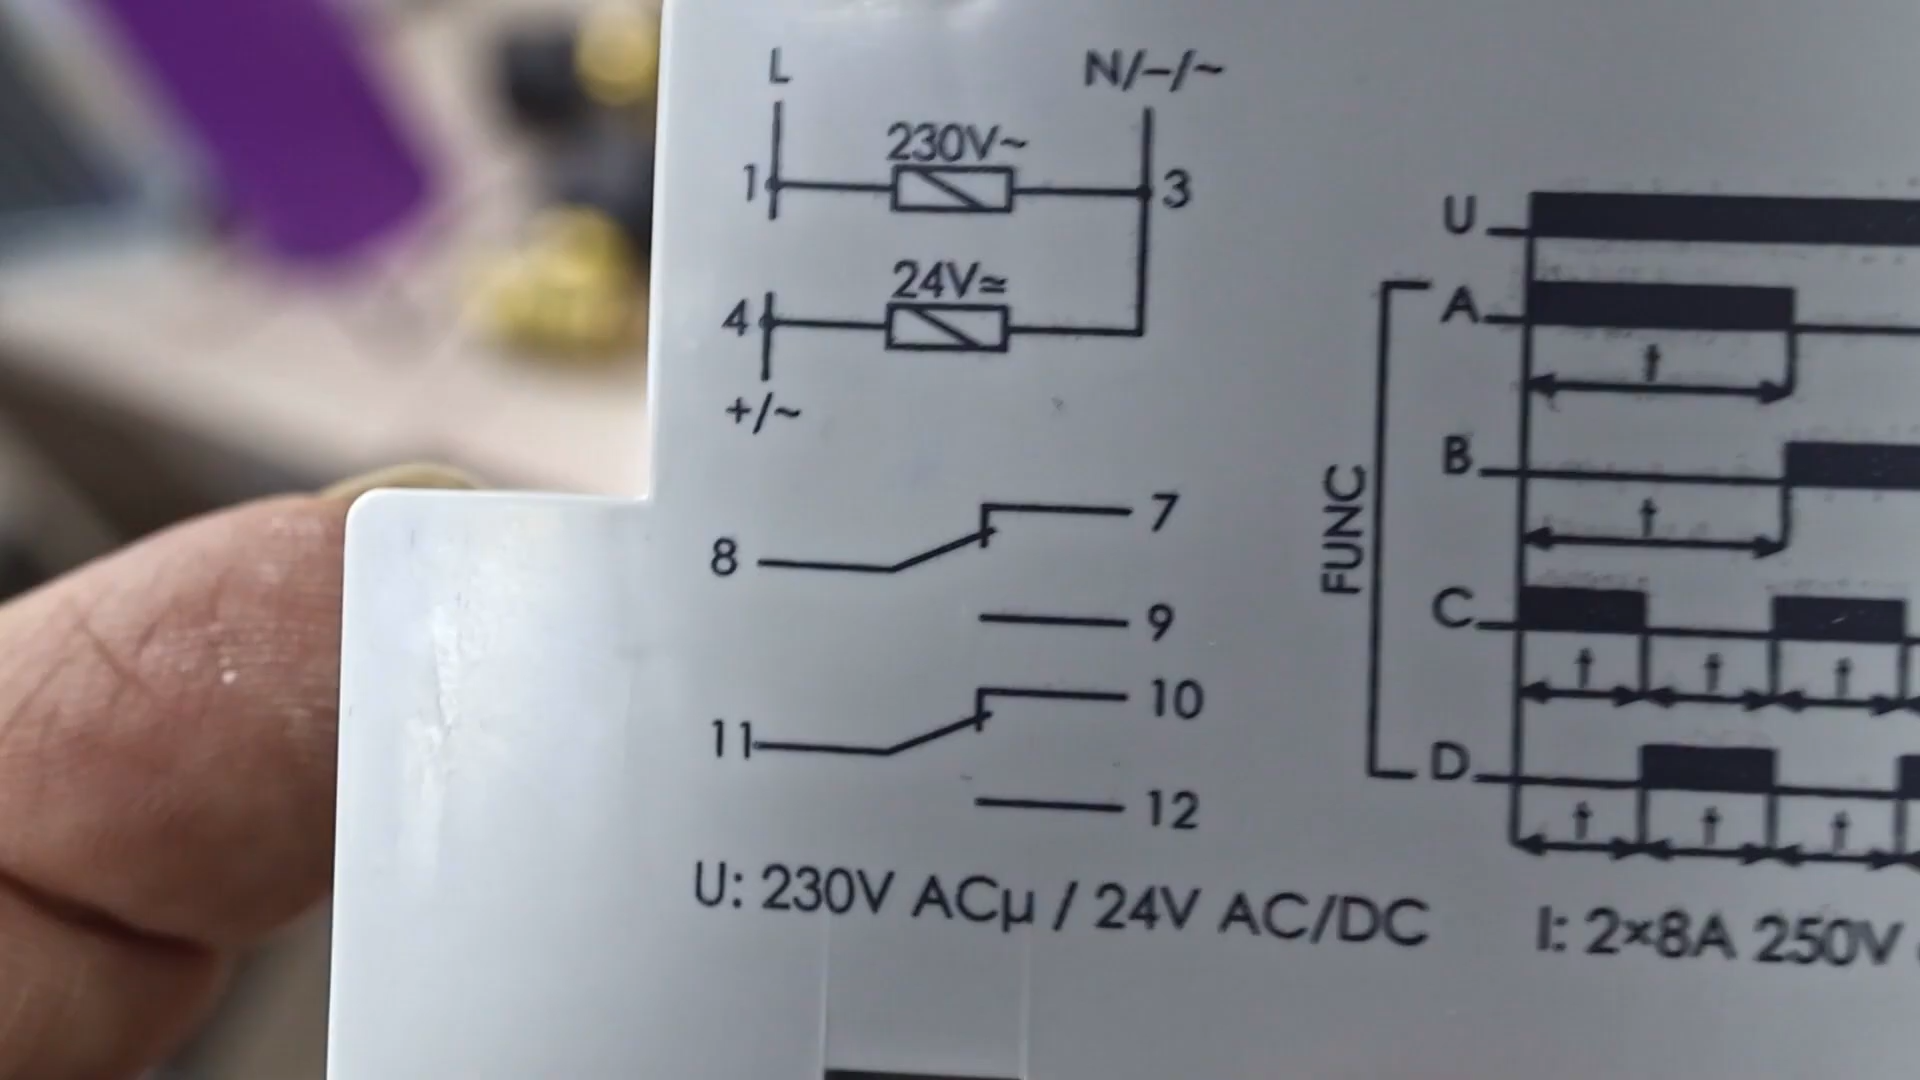 L N/–/~
230V~
1 3
24V≂
4
+/~
8 7
9
11 10
12
U: 230V ACµ / 24V AC/DC
U
FUNC
A
t
B
t
C
t t t
D
t t t
I: 2×8A 250V